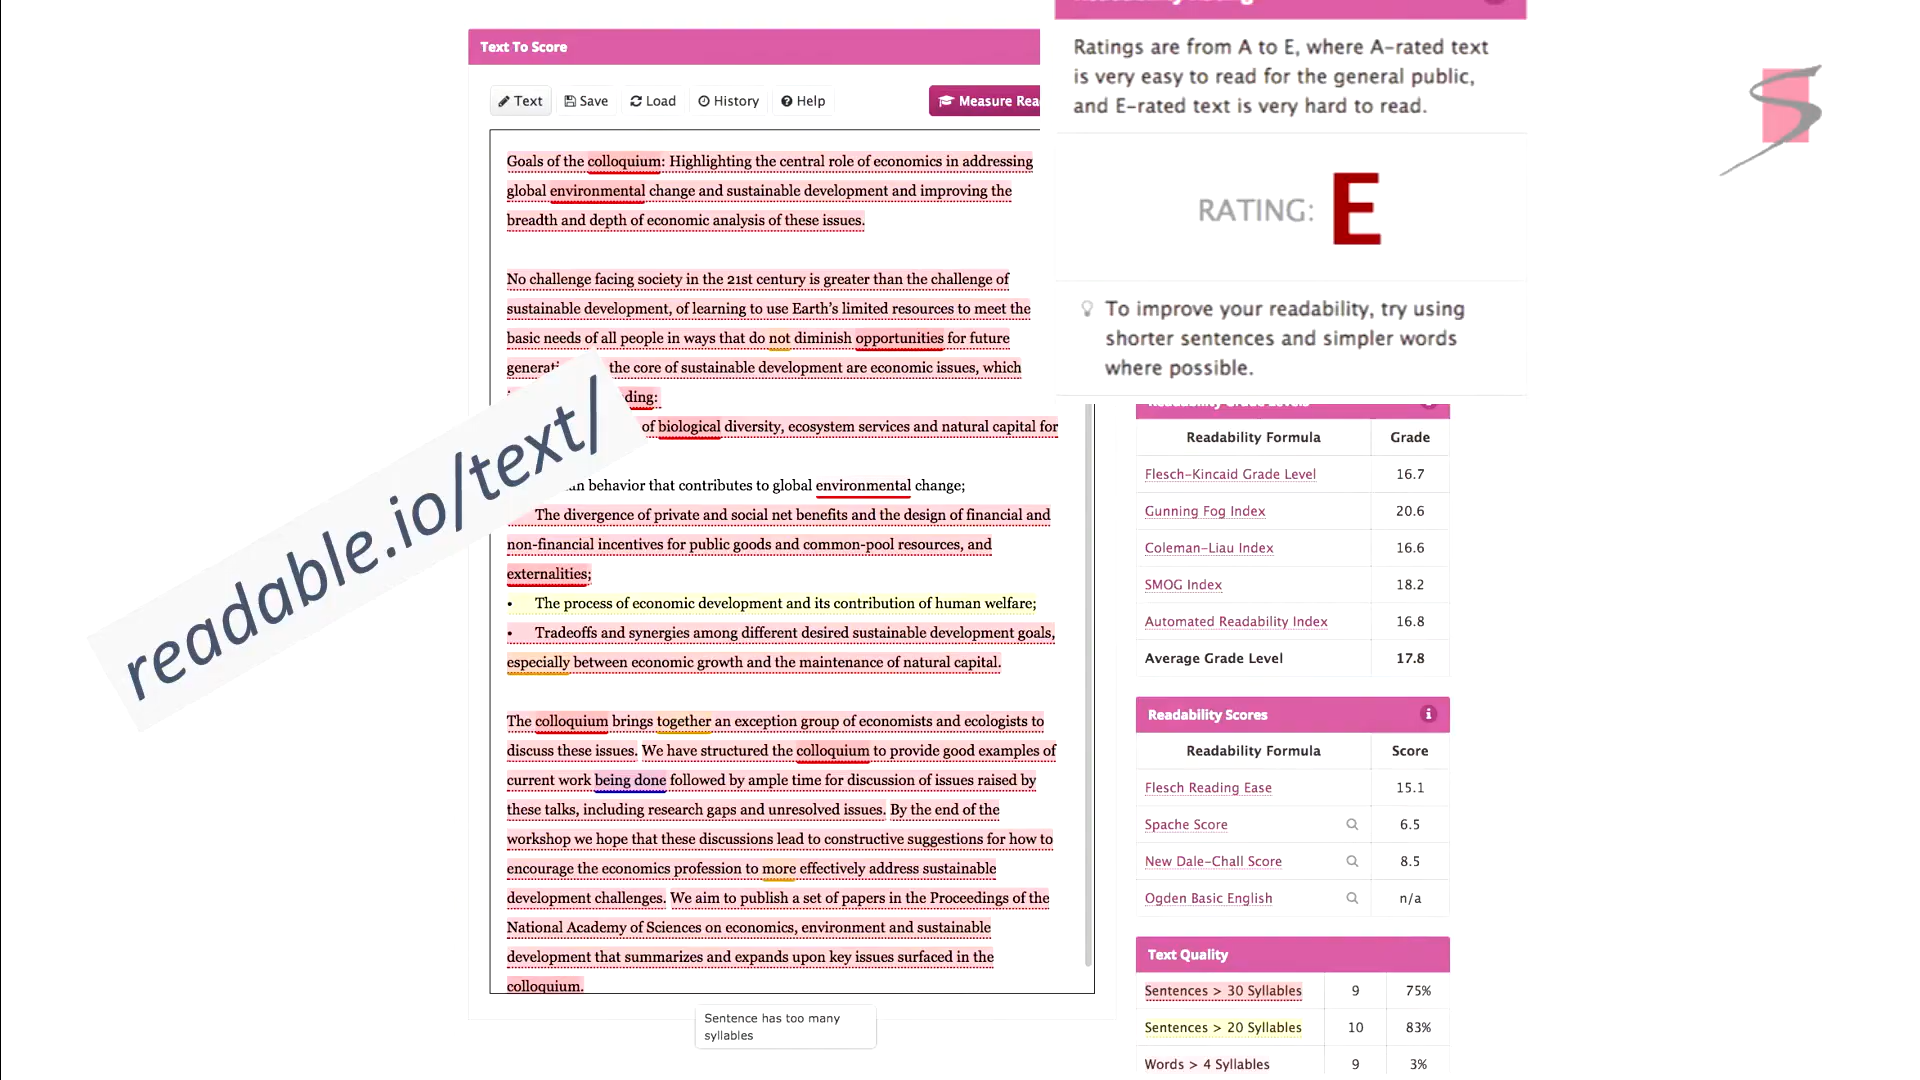 Text To Score
Text Save Load History Help Measure Rea
Goals of the colloquium: Highlighting the central role of economics in addressing
global environmental change and sustainable development and improving the
breadth and depth of economic analysis of these issues.
No challenge facing society in the 21st century is greater than the challenge of
sustainable development, of learning to use Earth’s limited resources to meet the
basic needs of all people in ways that do not diminish opportunities for future
generati the core of sustainable development are economic issues, which
ding:
of biological diversity, ecosystem services and natural capital for
behavior that contributes to global environmental change;
The divergence of private and social net benefits and the design of financial and
non-financial incentives for public goods and common-pool resources, and
externalities;
• The process of economic development and its contribution of human welfare;
• Tradeoffs and synergies among different desired sustainable development goals,
especially between economic growth and the maintenance of natural capital.
The colloquium brings together an exception group of economists and ecologists to
discuss these issues. We have structured the colloquium to provide good examples of
current work being done followed by ample time for discussion of issues raised by
these talks, including research gaps and unresolved issues. By the end of the
workshop we hope that these discussions lead to constructive suggestions for how to
encourage the economics profession to more effectively address sustainable
development challenges. We aim to publish a set of papers in the Proceedings of the
National Academy of Sciences on economics, environment and sustainable
development that summarizes and expands upon key issues surfaced in the
colloquium.
Sentence has too many
syllables
readable.io/text/
Ratings are from A to E, where A-rated text
is very easy to read for the general public,
and E-rated text is very hard to read.
RATING: E
To improve your readability, try using
shorter sentences and simpler words
where possible.
Readability Formula Grade
Flesch-Kincaid Grade Level 16.7
Gunning Fog Index 20.6
Coleman-Liau Index 16.6
SMOG Index 18.2
Automated Readability Index 16.8
Average Grade Level 17.8
Readability Scores
Readability Formula Score
Flesch Reading Ease 15.1
Spache Score 6.5
New Dale-Chall Score 8.5
Ogden Basic English n/a
Text Quality
Sentences > 30 Syllables 9 75%
Sentences > 20 Syllables 10 83%
Words > 4 Syllables 9 3%